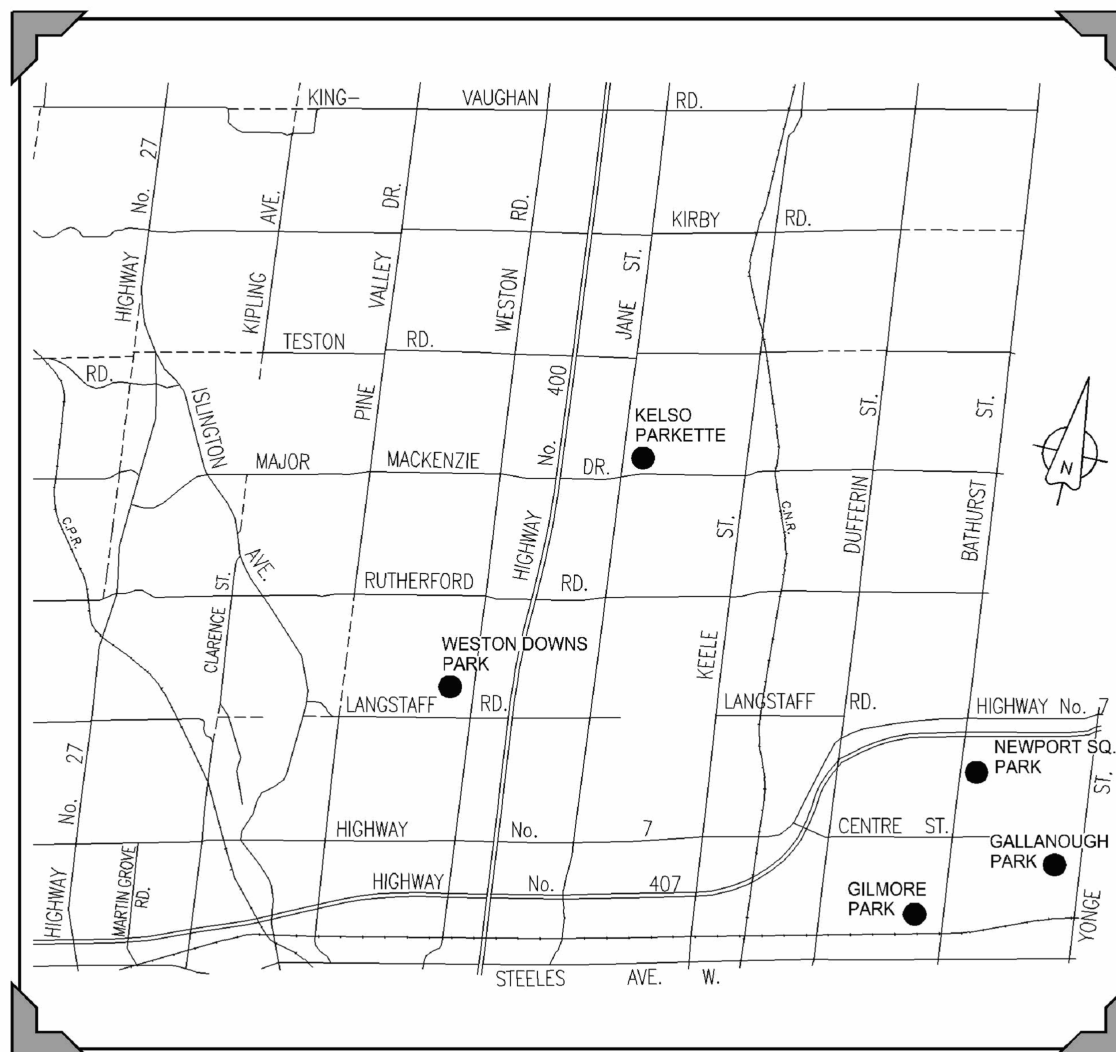 KING- VAUGHAN RD.
HIGHWAY No. 27
KIPLING AVE.
PINE VALLEY DR.
WESTON RD.
JANE ST.
KIRBY RD.
TESTON RD.
RD.
ISLINGTON AVE.
HIGHWAY No. 400
KELSO
PARKETTE
MAJOR MACKENZIE DR.
N
C.P.R.
C.N.R.
KEELE ST.
DUFFERIN ST.
BATHURST ST.
CLARENCE ST.
RUTHERFORD RD.
WESTON DOWNS
PARK
LANGSTAFF RD.
LANGSTAFF RD.
HIGHWAY No. 7
NEWPORT SQ.
PARK
HIGHWAY No. 27
HIGHWAY No. 7
CENTRE ST.
GALLANOUGH
PARK
MARTIN GROVE
RD.
HIGHWAY No. 407
GILMORE
PARK
YONGE ST.
STEELES AVE. W.